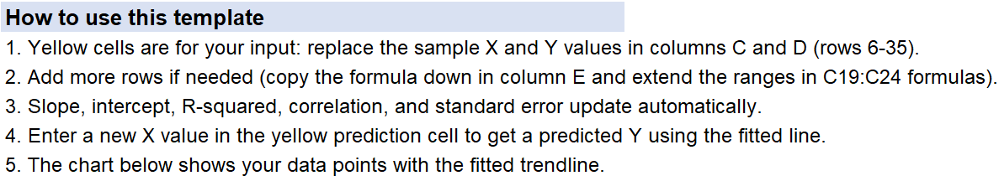 How to use this template
1. Yellow cells are for your input: replace the sample X and Y values in columns C and D (rows 6-35).
2. Add more rows if needed (copy the formula down in column E and extend the ranges in C19:C24 formulas).
3. Slope, intercept, R-squared, correlation, and standard error update automatically.
4. Enter a new X value in the yellow prediction cell to get a predicted Y using the fitted line.
5. The chart below shows your data points with the fitted trendline.